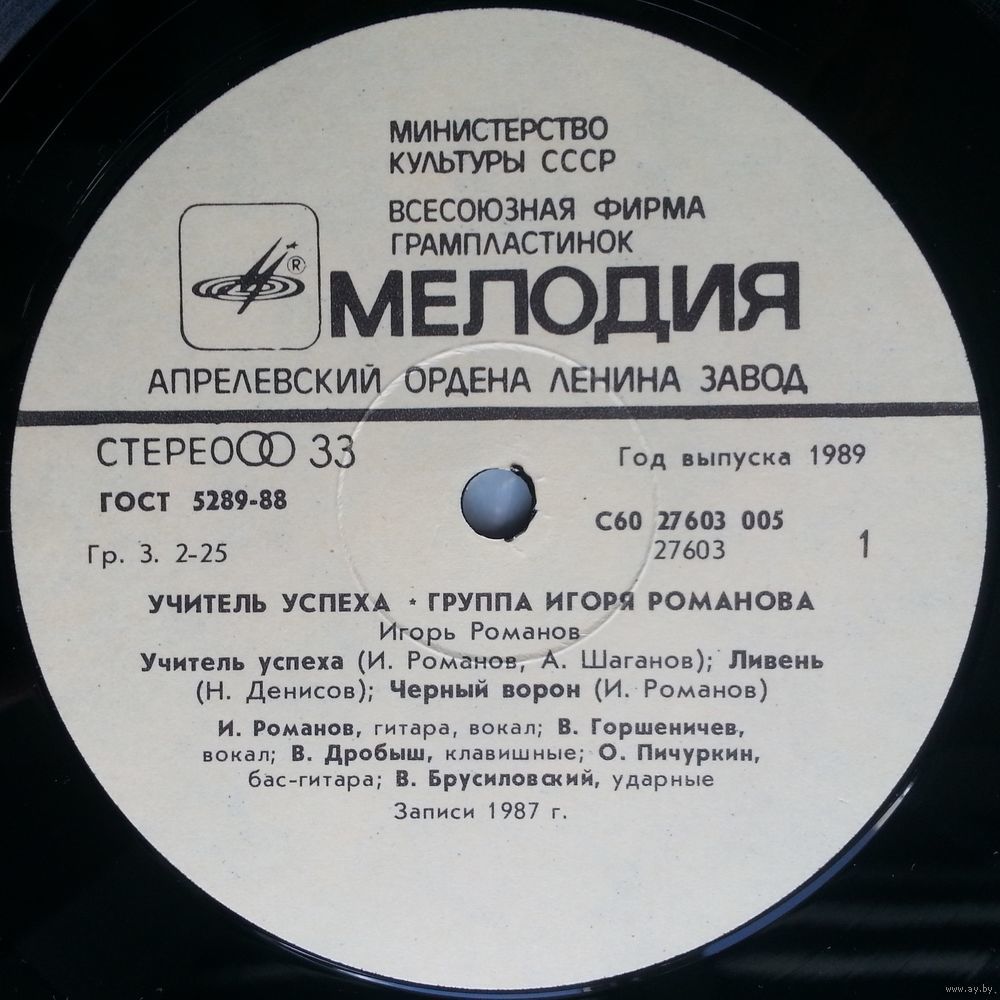 МИНИСТЕРСТВО
КУЛЬТУРЫ СССР
ВСЕСОЮЗНАЯ ФИРМА
ГРАМПЛАСТИНОК
®
МЕЛОДИЯ
АПРЕЛЕВСКИЙ ОРДЕНА ЛЕНИНА ЗАВОД
СТЕРЕО 33
Год выпуска 1989
ГОСТ 5289-88
С60 27603 005
Гр. 3. 2-25
27603
1
УЧИТЕЛЬ УСПЕХА * ГРУППА ИГОРЯ РОМАНОВА
Игорь Романов
Учитель успеха (И. Романов, А. Шаганов); Ливень
(Н. Денисов); Черный ворон (И. Романов)
И. Романов, гитара, вокал; В. Горшеничев,
вокал; В. Дробыш, клавишные; О. Пичуркин,
бас-гитара; В. Брусиловский, ударные
Записи 1987 г.
www.ay.by